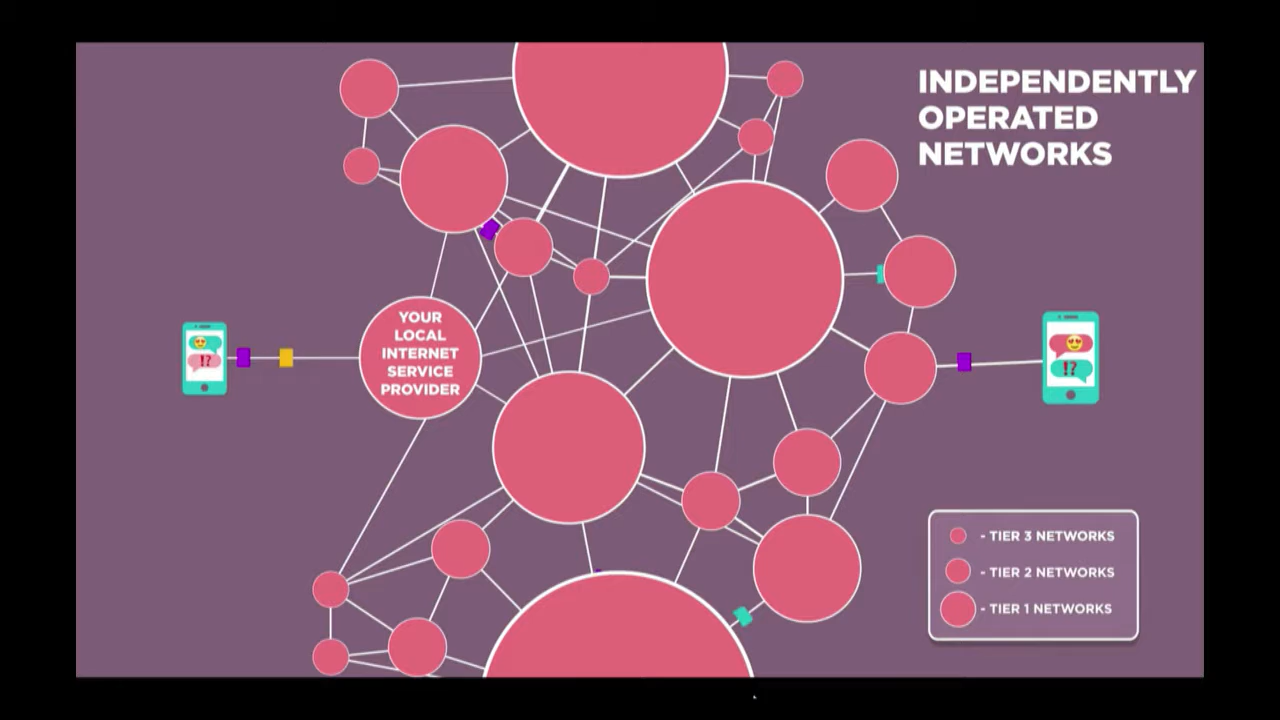 INDEPENDENTLY
OPERATED
NETWORKS
YOUR
LOCAL
INTERNET
SERVICE
PROVIDER
!?
!?
- TIER 3 NETWORKS
- TIER 2 NETWORKS
- TIER 1 NETWORKS